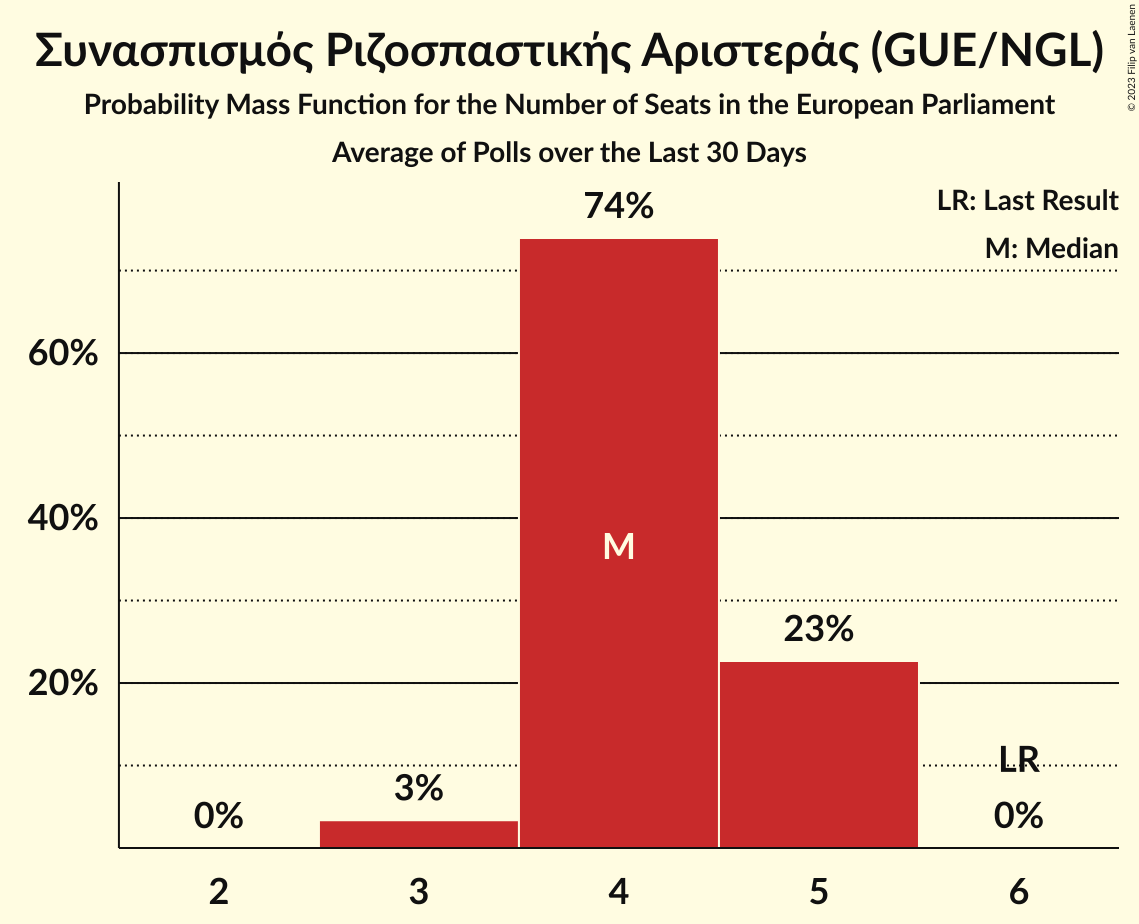 Συνασπισμός Ριζοσπαστικής Αριστεράς (GUE/NGL)
Probability Mass Function for the Number of Seats in the European Parliament
Average of Polls over the Last 30 Days
© 2023 Filip van Laenen
LR: Last Result
M: Median
74%
60%
40%
M
23%
20%
LR
3%
0%
0%
2 3 4 5 6